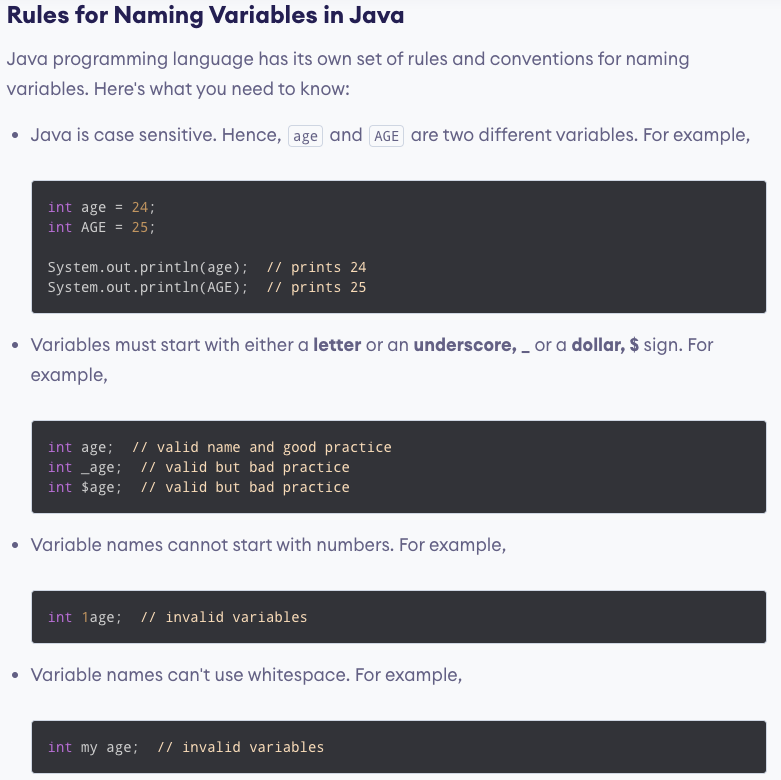 Rules for Naming Variables in Java
Java programming language has its own set of rules and conventions for naming
variables. Here's what you need to know:
• Java is case sensitive. Hence, age and AGE are two different variables. For example,
int age = 24;
int AGE = 25;
System.out.println(age);  // prints 24
System.out.println(AGE);  // prints 25
• Variables must start with either a letter or an underscore, _ or a dollar, $ sign. For
example,
int age;  // valid name and good practice
int _age;  // valid but bad practice
int $age;  // valid but bad practice
• Variable names cannot start with numbers. For example,
int 1age;  // invalid variables
• Variable names can't use whitespace. For example,
int my age;  // invalid variables